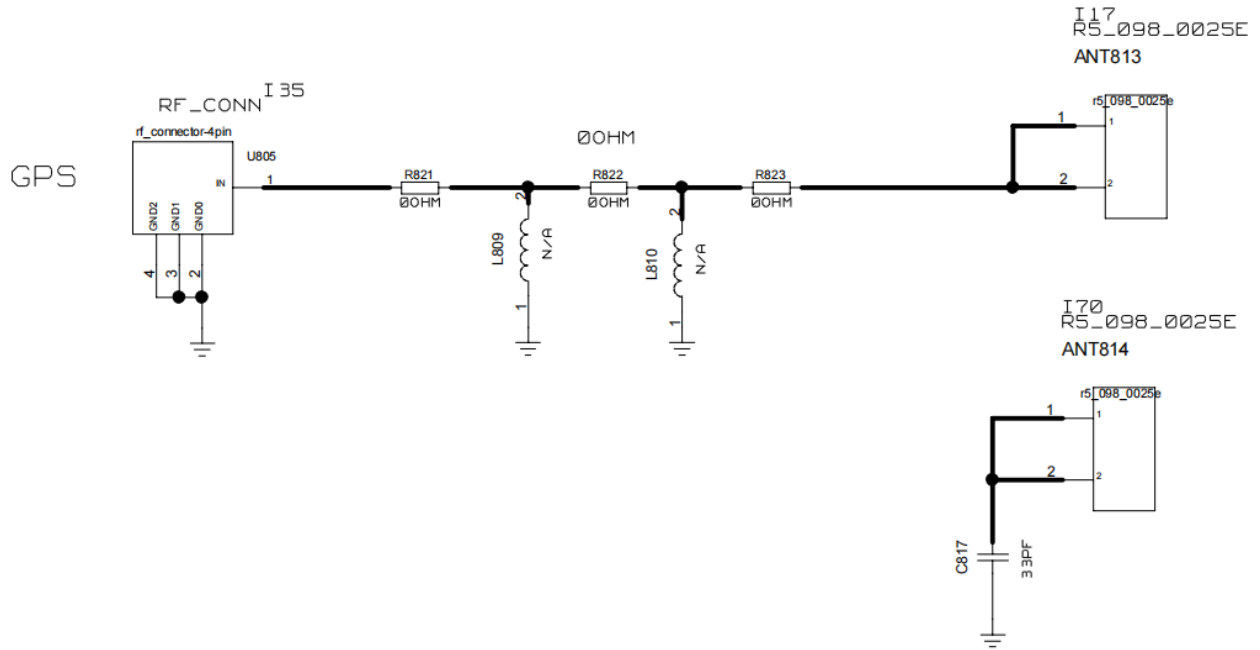 I17
R5_098_0025E
ANT813
r5_098_0025e
1
1
2
2
I35
RF_CONN
rf_connector-4pin
U805
IN
1
GND2
GND1
GND0
4
3
2
GPS
0OHM
R821
0OHM
R822
0OHM
R823
0OHM
2
L809
N/A
1
2
L810
N/A
1
I70
R5_098_0025E
ANT814
r5_098_0025e
1
1
2
2
C817
33PF